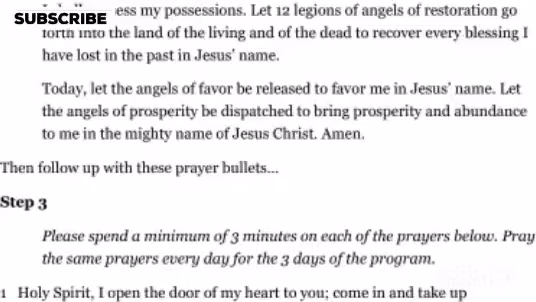 SUBSCRIBE
my possessions. Let 12 legions of angels of restoration go
forth into the land of the living and of the dead to recover every blessing I
have lost in the past in Jesus' name.
Today, let the angels of favor be released to favor me in Jesus' name. Let
the angels of prosperity be dispatched to bring prosperity and abundance
to me in the mighty name of Jesus Christ. Amen.
Then follow up with these prayer bullets...
Step 3
Please spend a minimum of 3 minutes on each of the prayers below. Pray
the same prayers every day for the 3 days of the program.
1 Holy Spirit, I open the door of my heart to you; come in and take up